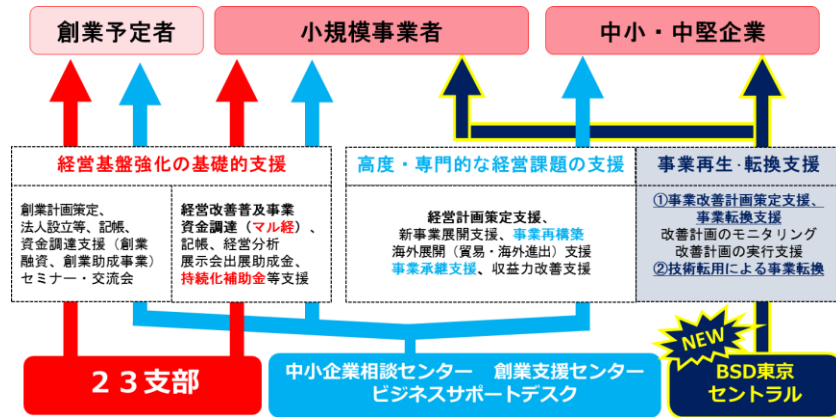 創業予定者
小規模事業者
中小・中堅企業
経営基盤強化の基礎的支援
創業計画策定、
法人設立等、記帳、
資金調達支援（創業
融資、創業助成事業）
セミナー・交流会
経営改善普及事業
資金調達（マル経）、
記帳、経営分析
展示会出展助成金、
持続化補助金等支援
高度・専門的な経営課題の支援
経営計画策定支援、
新事業展開支援、事業再構築
海外展開（貿易・海外進出）支援
事業承継支援、収益力改善支援
事業再生・転換支援
①事業改善計画策定支援、
事業転換支援
改善計画のモニタリング
改善計画の実行支援
②技術転用による事業転換
２３支部
中小企業相談センター　創業支援センター
ビジネスサポートデスク
NEW
BSD東京
セントラル